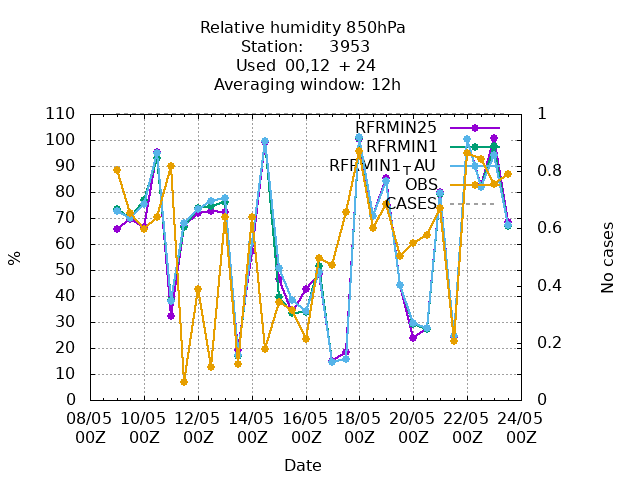 Relative humidity 850hPa
Station: 3953
Used 00,12 + 24
Averaging window: 12h
110
100
90
80
70
60
50
40
30
20
10
0
%
1
0.8
0.6
0.4
0.2
0
No cases
RFRMIN25
RFRMIN1
RFRMIN1┬AU
OBS
CASES
08/05 10/05 12/05 14/05 16/05 18/05 20/05 22/05 24/05
00Z 00Z 00Z 00Z 00Z 00Z 00Z 00Z 00Z
Date